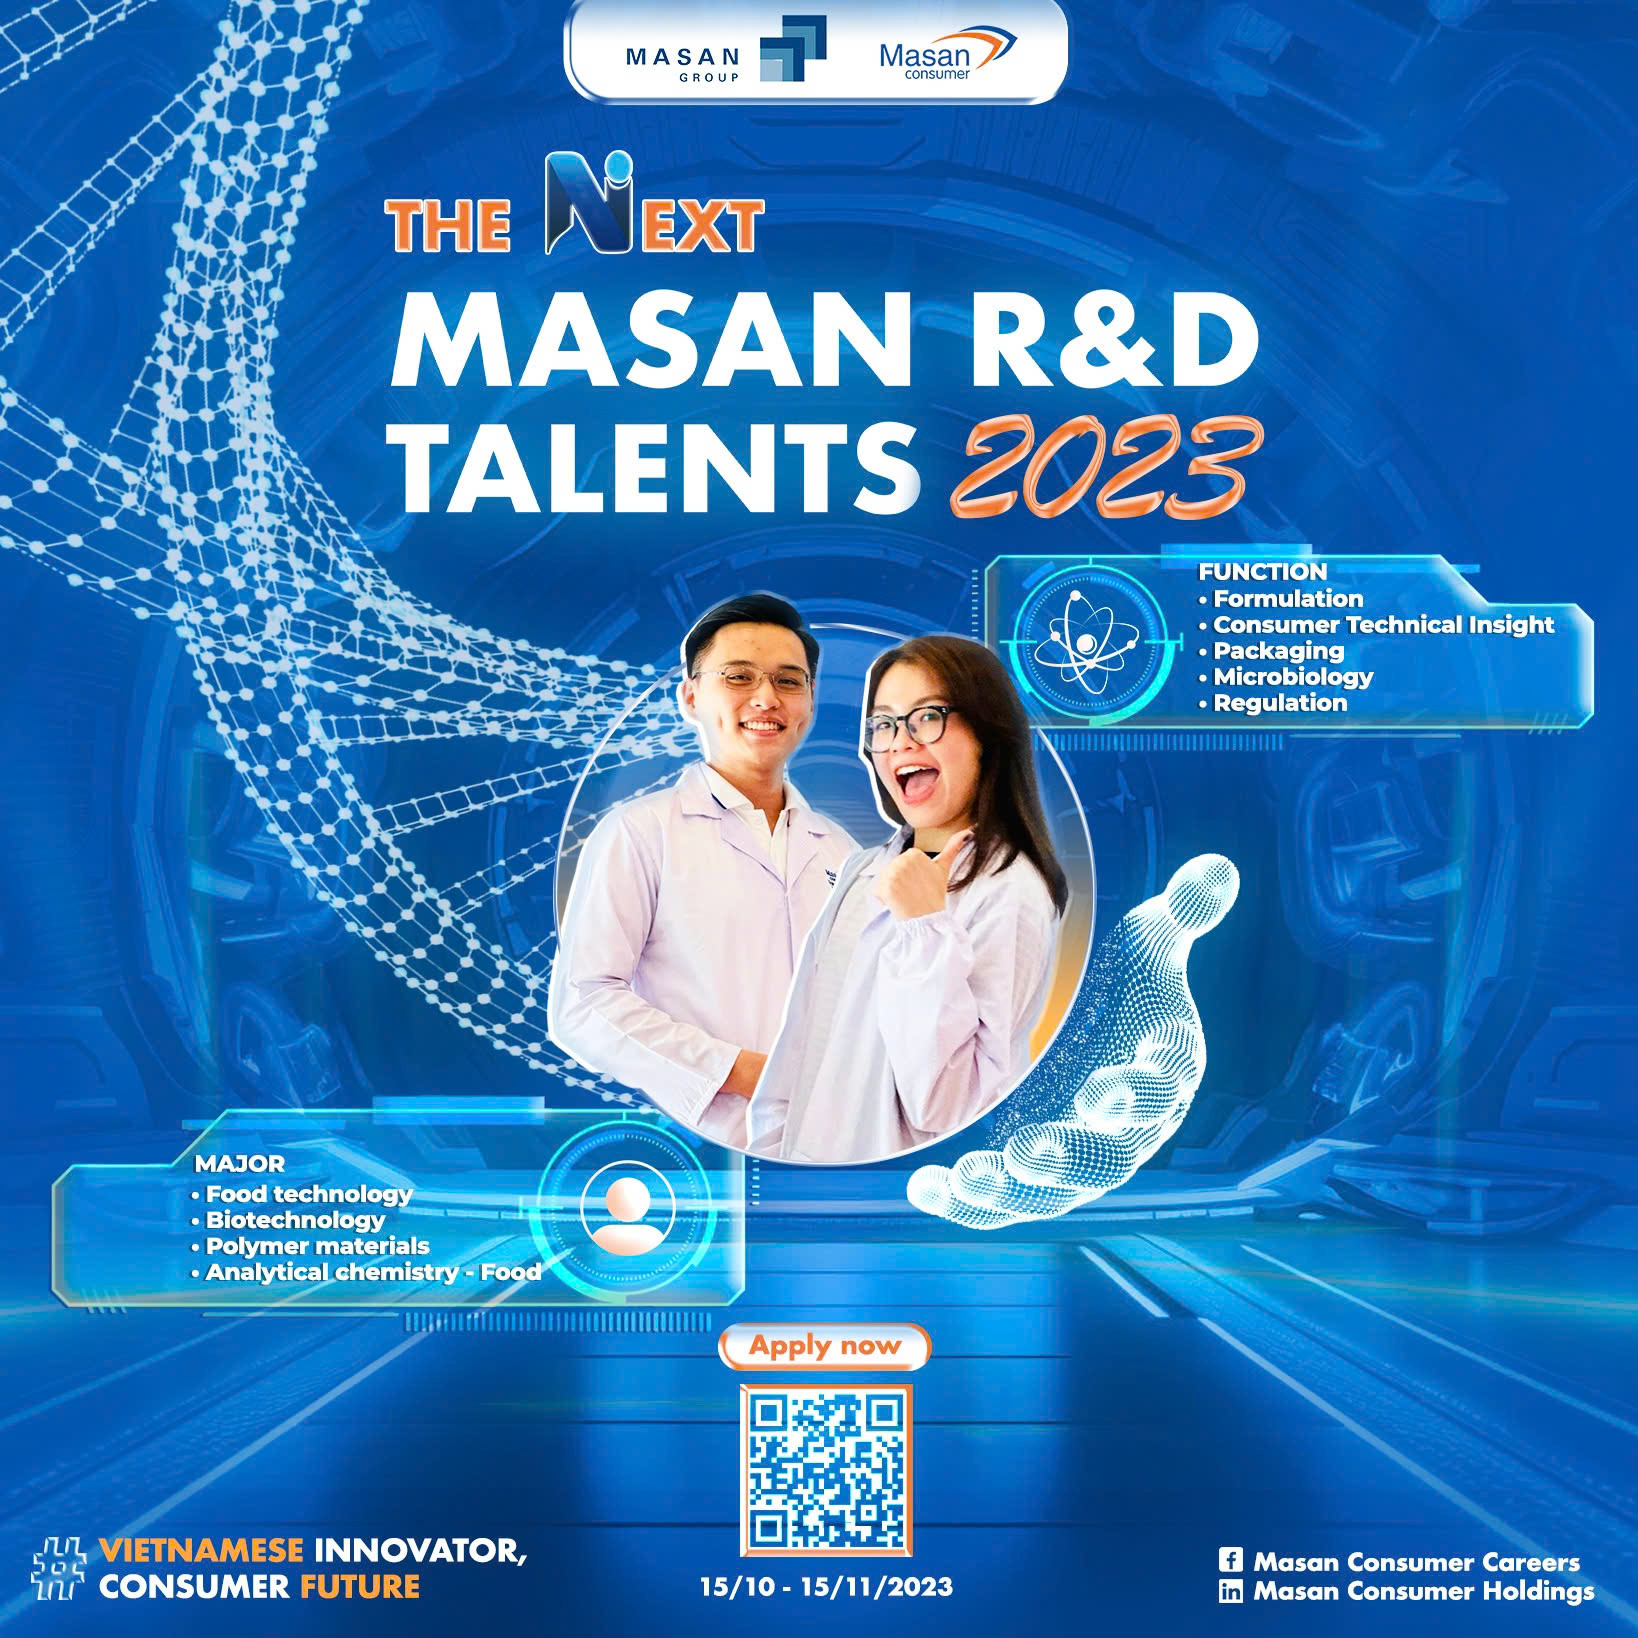 MASAN
GROUP
Masan
consumer
THE NEXT
MASAN R&D
TALENTS 2023
FUNCTION
• Formulation
• Consumer Technical Insight
• Packaging
• Microbiology
• Regulation
MAJOR
• Food technology
• Biotechnology
• Polymer materials
• Analytical chemistry - Food
Apply now
15/10 - 15/11/2023
# VIETNAMESE INNOVATOR,
CONSUMER FUTURE
Masan Consumer Careers
in Masan Consumer Holdings